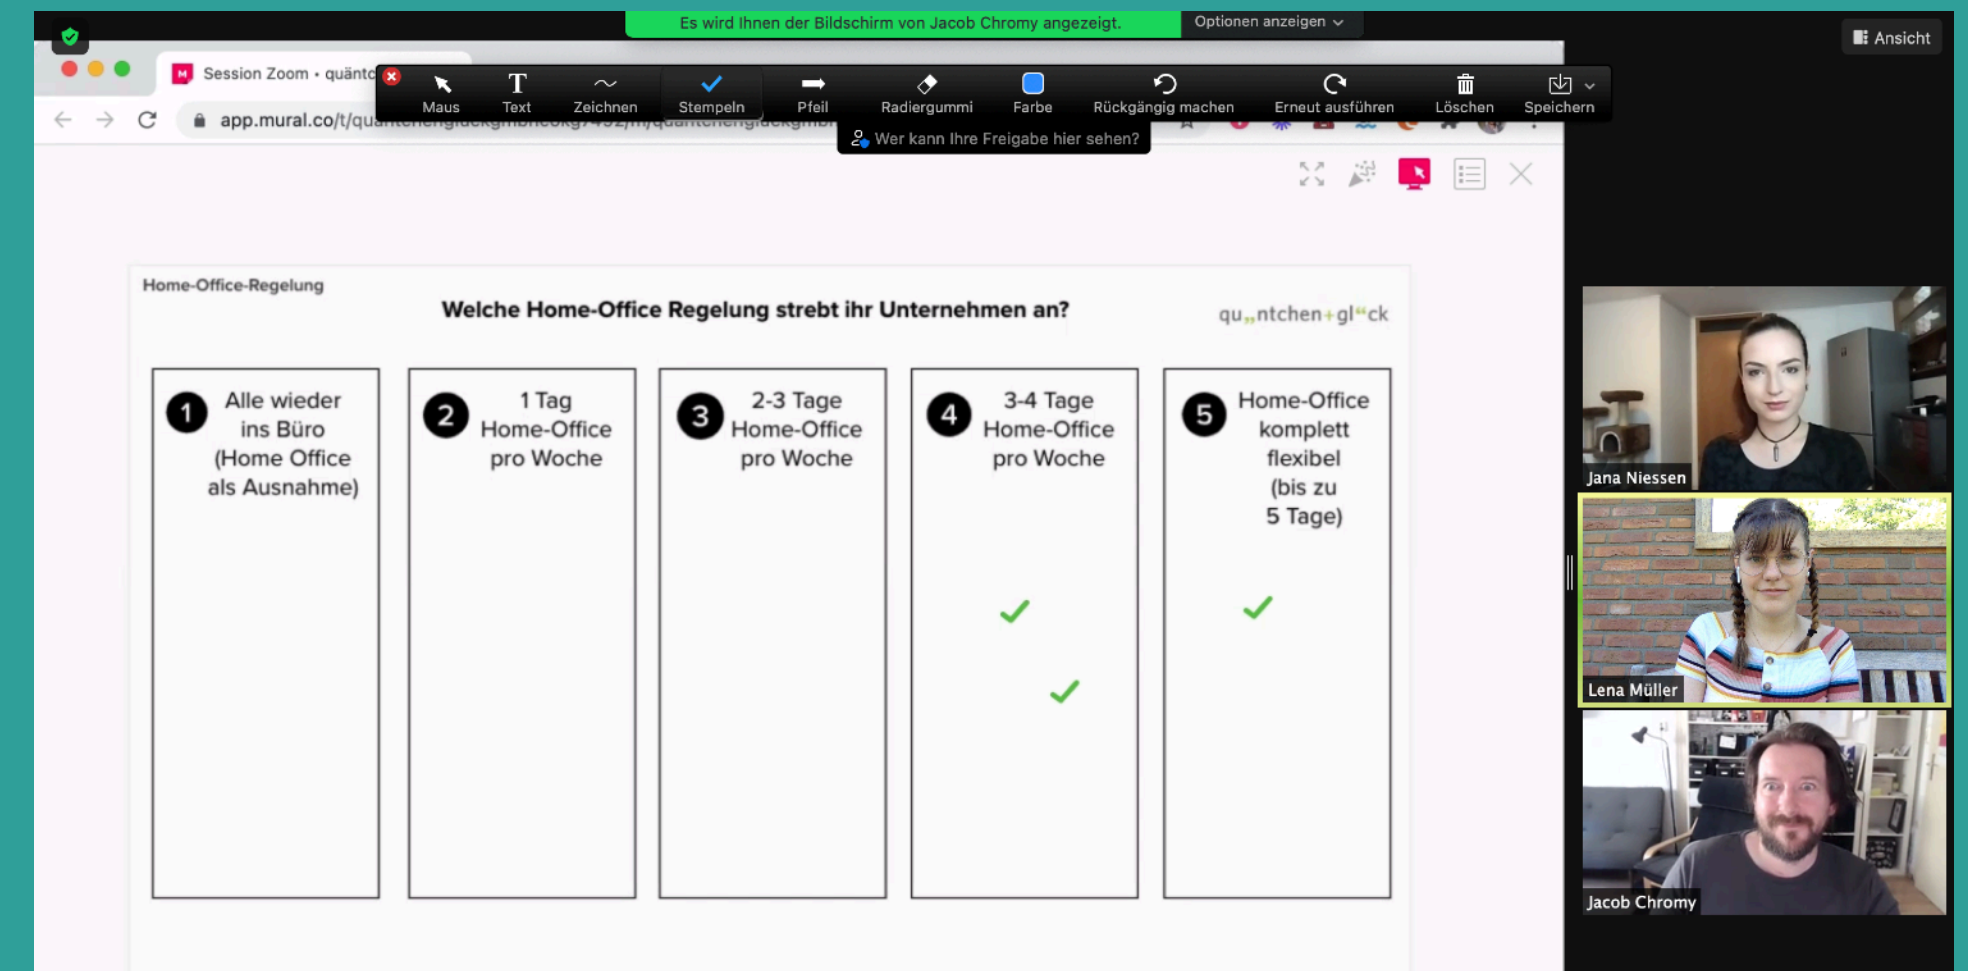 Es wird Ihnen der Bildschirm von Jacob Chromy angezeigt.
Optionen anzeigen
Ansicht
Session Zoom • quäntc
Maus
Text
Zeichnen
Stempeln
Pfeil
Radiergummi
Farbe
Rückgängig machen
Erneut ausführen
Löschen
Speichern
app.mural.co/t/qu
Wer kann Ihre Freigabe hier sehen?
Home-Office-Regelung
Welche Home-Office Regelung strebt ihr Unternehmen an?
qu„ntchen+gl“ck
1
Alle wieder
ins Büro
(Home Office
als Ausnahme)
2
1 Tag
Home-Office
pro Woche
3
2-3 Tage
Home-Office
pro Woche
4
3-4 Tage
Home-Office
pro Woche
5
Home-Office
komplett
flexibel
(bis zu
5 Tage)
Jana Niessen
Lena Müller
Jacob Chromy